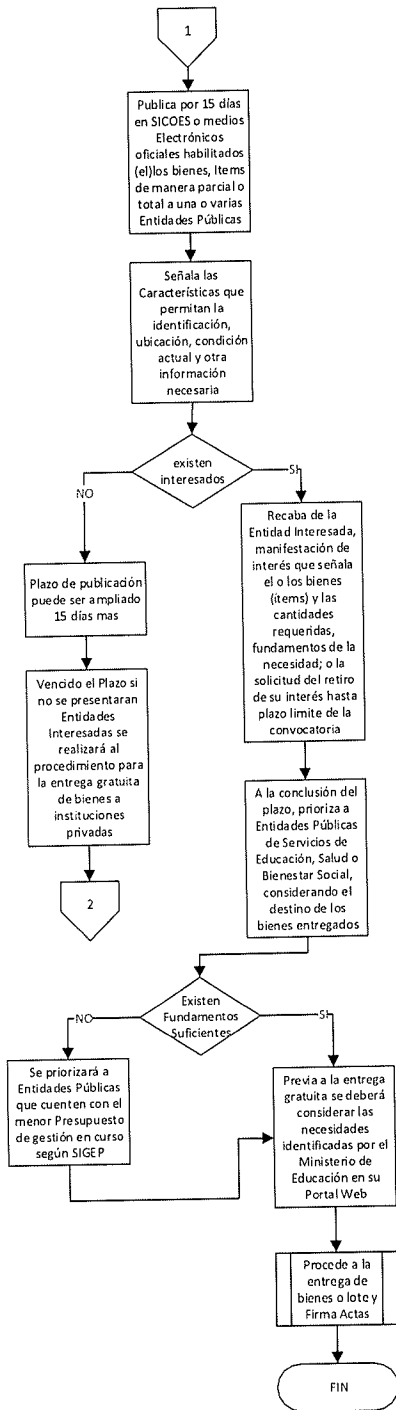 1
Publica por 15 días
en SICOES o medios
Electrónicos
oficiales habilitados
(el)los bienes, Items
de manera parcial o
total a una o varias
Entidades Públicas
Señala las
Características que
permitan la
identificación,
ubicación, condición
actual y otra
información
necesaria
existen
interesados
NO
SI
Plazo de publicación
puede ser ampliado
15 días mas
Vencido el Plazo si
no se presentaran
Entidades
Interesadas se
realizará al
procedimiento para
la entrega gratuita
de bienes a
instituciones
privadas
2
Recaba de la
Entidad Interesada,
manifestación de
interés que señala
el o los bienes
(ítems) y las
cantidades
requeridas,
fundamentos de la
necesidad; o la
solicitud del retiro
de su interés hasta
plazo limite de la
convocatoria
A la conclusión del
plazo, prioriza a
Entidades Públicas
de Servicios de
Educación, Salud o
Bienestar Social,
considerando el
destino de los
bienes entregados
Existen
Fundamentos
Suficientes
NO
SI
Se priorizará a
Entidades Públicas
que cuenten con el
menor Presupuesto
de gestión en curso
según SIGEP
Previa a la entrega
gratuita se deberá
considerar las
necesidades
identificadas por el
Ministerio de
Educación en su
Portal Web
Procede a la
entrega de
bienes o lote y
Firma Actas
FIN